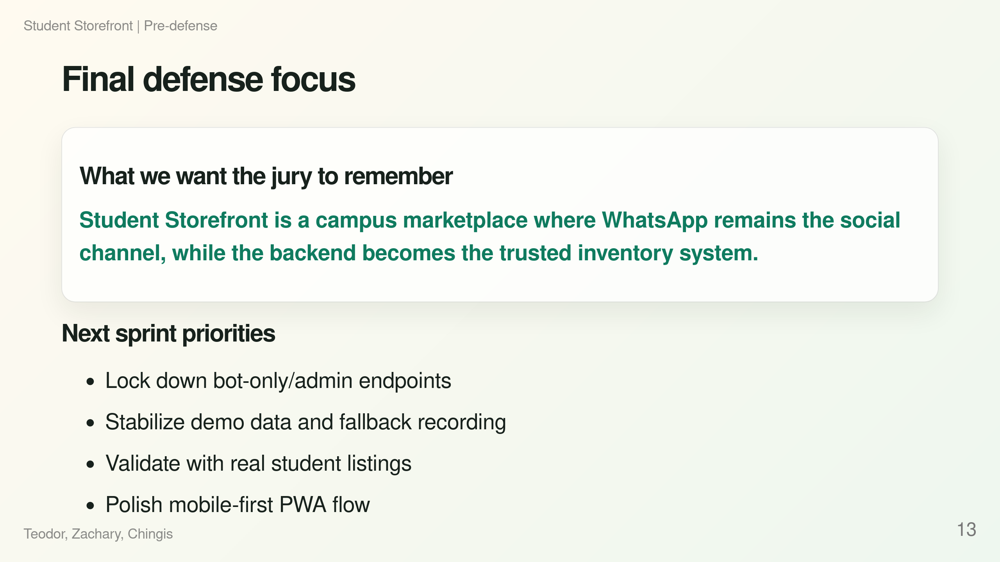 Student Storefront | Pre-defense
Final defense focus
What we want the jury to remember
Student Storefront is a campus marketplace where WhatsApp remains the social
channel, while the backend becomes the trusted inventory system.
Next sprint priorities
• Lock down bot-only/admin endpoints
• Stabilize demo data and fallback recording
• Validate with real student listings
• Polish mobile-first PWA flow
Teodor, Zachary, Chingis
13